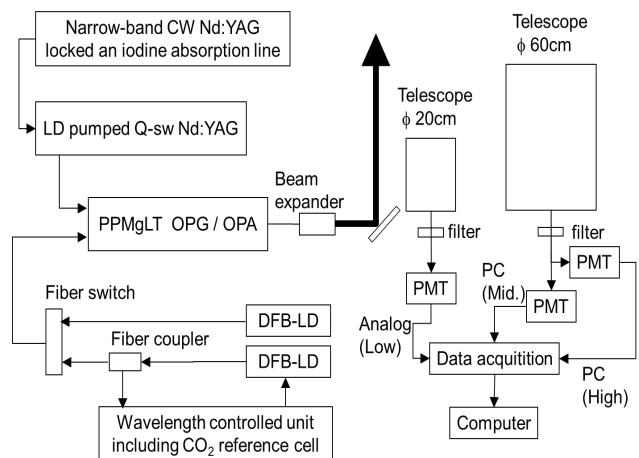 Narrow-band CW Nd:YAG
locked an iodine absorption line
LD pumped Q-sw Nd:YAG
PPMgLT OPG / OPA
Beam
expander
Fiber switch
Fiber coupler
DFB-LD
DFB-LD
Wavelength controlled unit
including CO₂ reference cell
Telescope
ϕ 20cm
filter
PMT
Analog
(Low)
Telescope
ϕ 60cm
filter
PMT
PC
(Mid.)
PMT
PC
(High)
Data acquitition
Computer